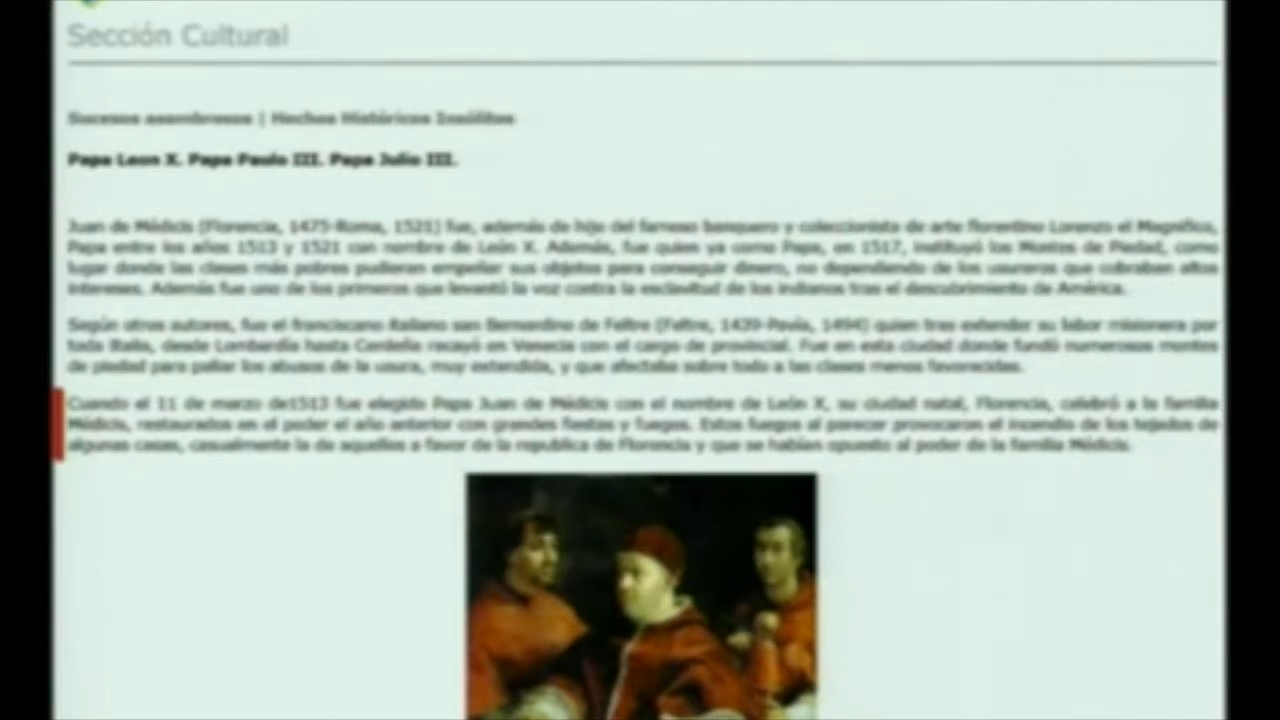 Sección Cultural
Sucesos asombrosos | Hechos Históricos Insólitos
Papa Leon X. Papa Paulo III. Papa Julio III.
Juan de Médicis (Florencia, 1475-Roma, 1521) fue, además de hijo del famoso banquero y coleccionista de arte florentino Lorenzo el Magnífico,
Papa entre los años 1513 y 1521 con nombre de León X. Además, fue quien ya como Papa, en 1517, instituyó los Montes de Piedad, como
lugar donde las clases más pobres pudieran empeñar sus objetos para conseguir dinero, no dependiendo de los usureros que cobraban altos
intereses. Además fue uno de los primeros que levantó la voz contra la esclavitud de los indianos tras el descubrimiento de América.
Según otros autores, fue el franciscano italiano san Bernardino de Feltre (Feltre, 1439-Pavía, 1494) quien tras extender su labor misionera por
toda Italia, desde Lombardía hasta Cerdeña recayó en Venecia con el cargo de provincial. Fue en esta ciudad donde fundó numerosos montes
de piedad para paliar los abusos de la usura, muy extendida, y que afectaba sobre todo a las clases menos favorecidas.
Cuando el 11 de marzo de1513 fue elegido Papa Juan de Médicis con el nombre de León X, su ciudad natal, Florencia, celebró a la familia
Médicis, restaurados en el poder el año anterior con grandes fiestas y fuegos. Estos fuegos al parecer provocaron el incendio de los tejados de
algunas casas, casualmente la de aquellos a favor de la republica de Florencia y que se habían opuesto al poder de la familia Médicis.